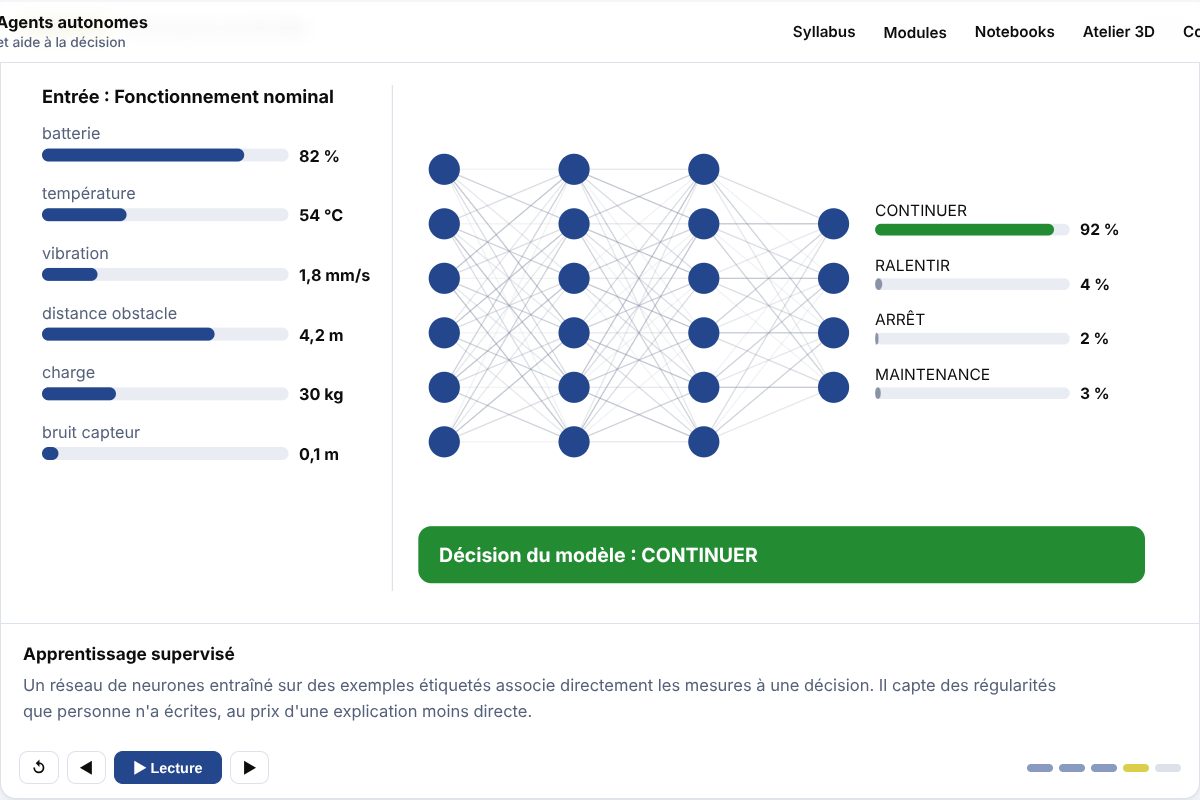 Agents autonomes
et aide à la décision
Syllabus
Modules
Notebooks
Atelier 3D
Entrée : Fonctionnement nominal
batterie
82 %
température
54 °C
vibration
1,8 mm/s
distance obstacle
4,2 m
charge
30 kg
bruit capteur
0,1 m
CONTINUER
92 %
RALENTIR
4 %
ARRÊT
2 %
MAINTENANCE
3 %
Décision du modèle : CONTINUER
Apprentissage supervisé
Un réseau de neurones entraîné sur des exemples étiquetés associe directement les mesures à une décision. Il capte des régularités
que personne n'a écrites, au prix d'une explication moins directe.
Lecture